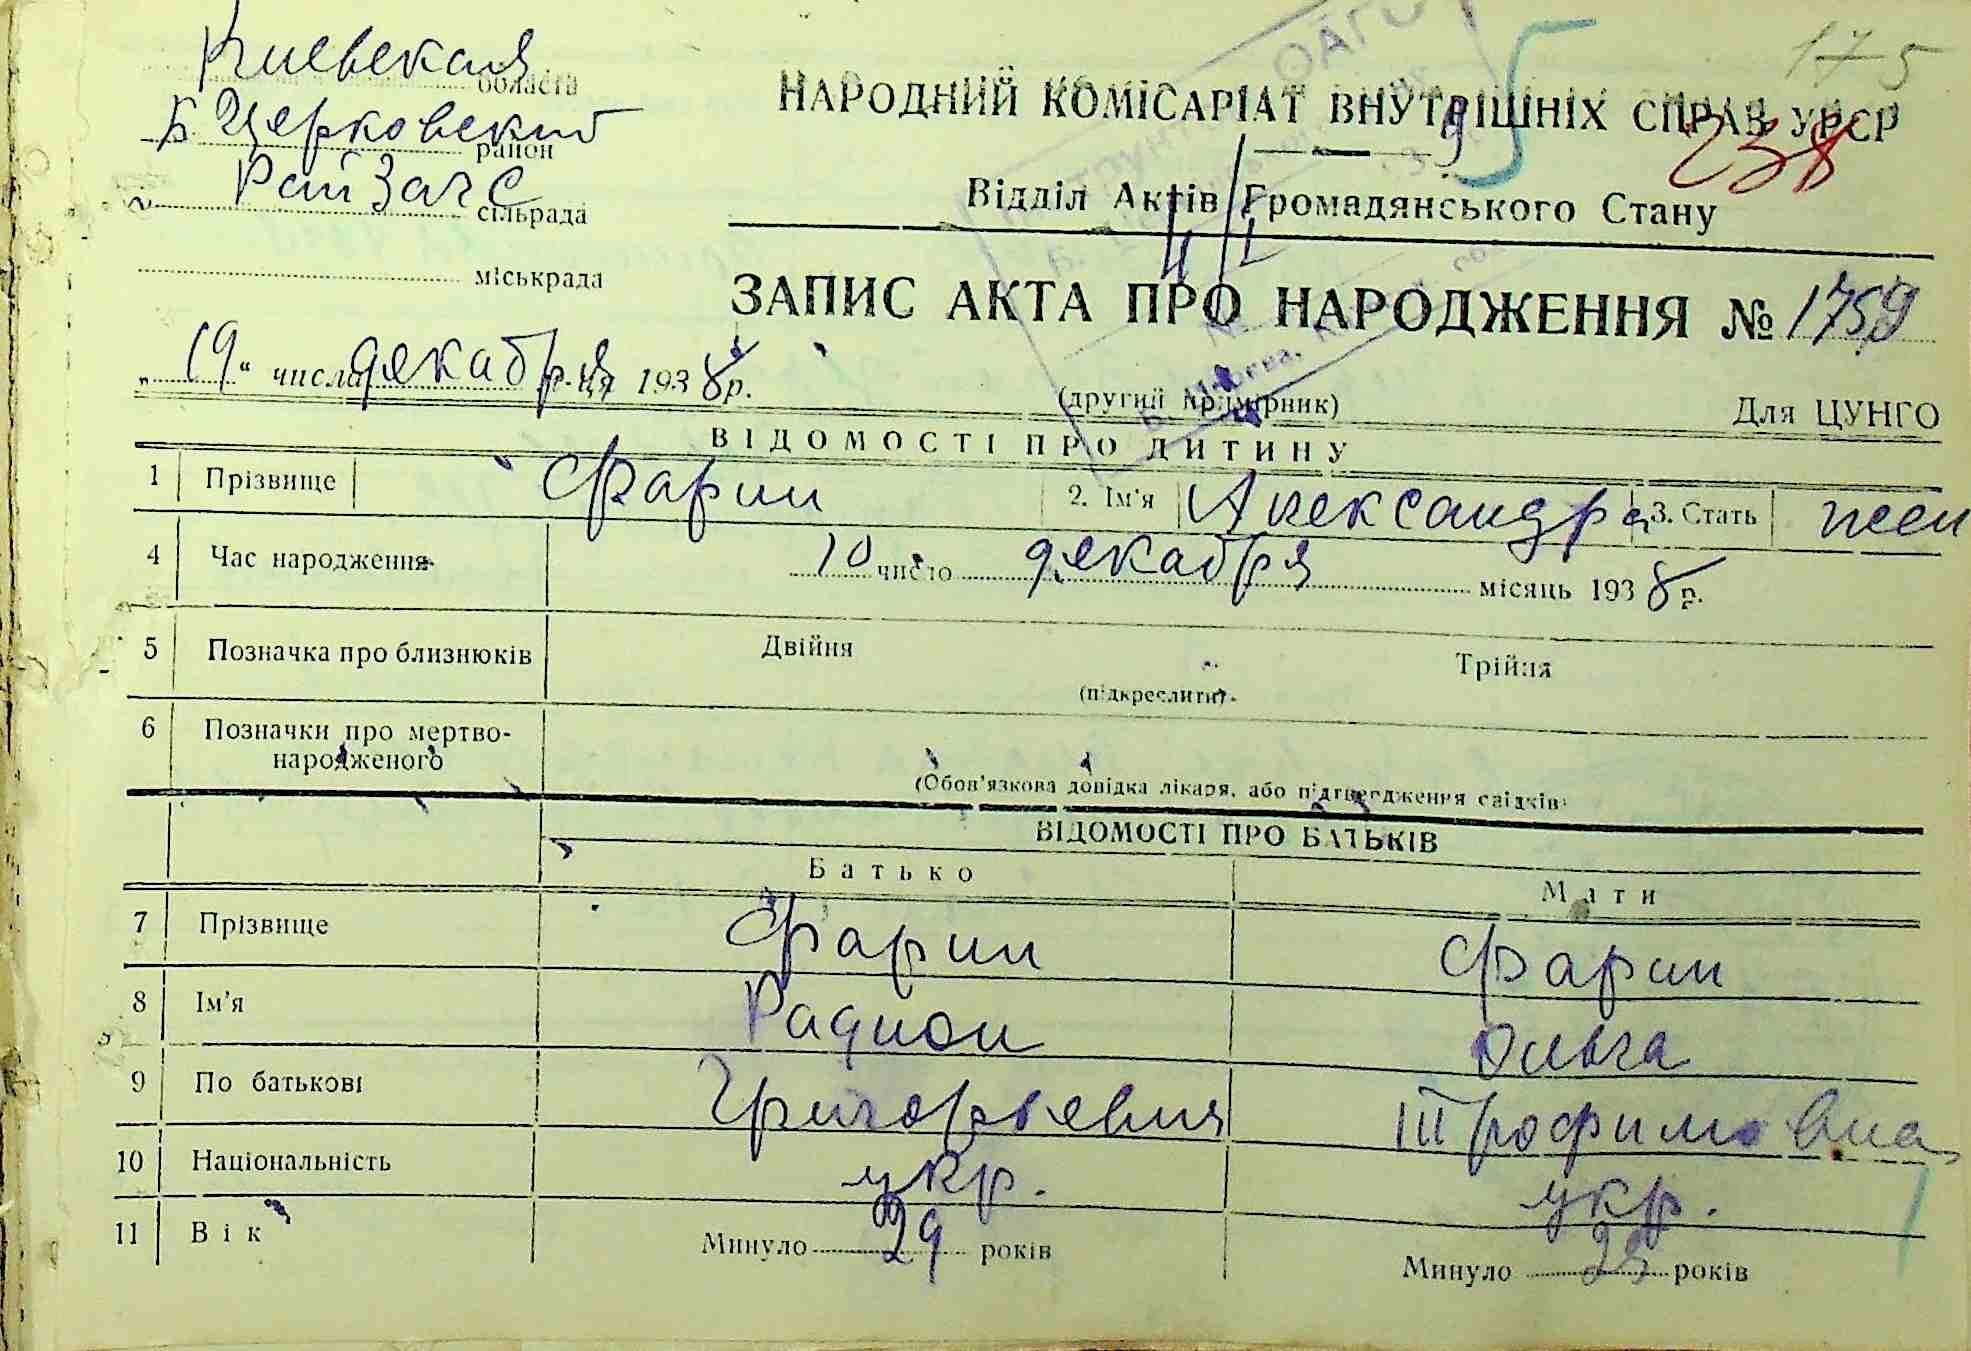 Киевская область
Б Церковский район
РайЗагС сільрада
міськрада
175
НАРОДНИЙ КОМІСАРІАТ ВНУТРІШНІХ СПРАВ УРСР
238
Відділ Актів Громадянського Стану
ЗАПИС АКТА ПРО НАРОДЖЕННЯ № 1759
„19“ числа декабря м-ця 1938 р.
(другий примірник)
Для ЦУНГО
ВІДОМОСТІ ПРО ДИТИНУ
1 Прізвище Фарин 2. Ім'я Александра 3. Стать жен
4 Час народження 10 число декабря місяць 1938 р.
5 Позначка про близнюків Двійня Трійня
(підкреслити)
6 Позначки про мертво-
народженого
(Обов'язкова довідка лікаря, або підтвердження свідків)
ВІДОМОСТІ ПРО БАТЬКІВ
Батько Мати
7 Прізвище Фарин Фарин
8 Ім'я Радион Ольга
9 По батькові Григорьевич Трофимовна
10 Національність укр. укр.
11 Вік Минуло 29 років Минуло років